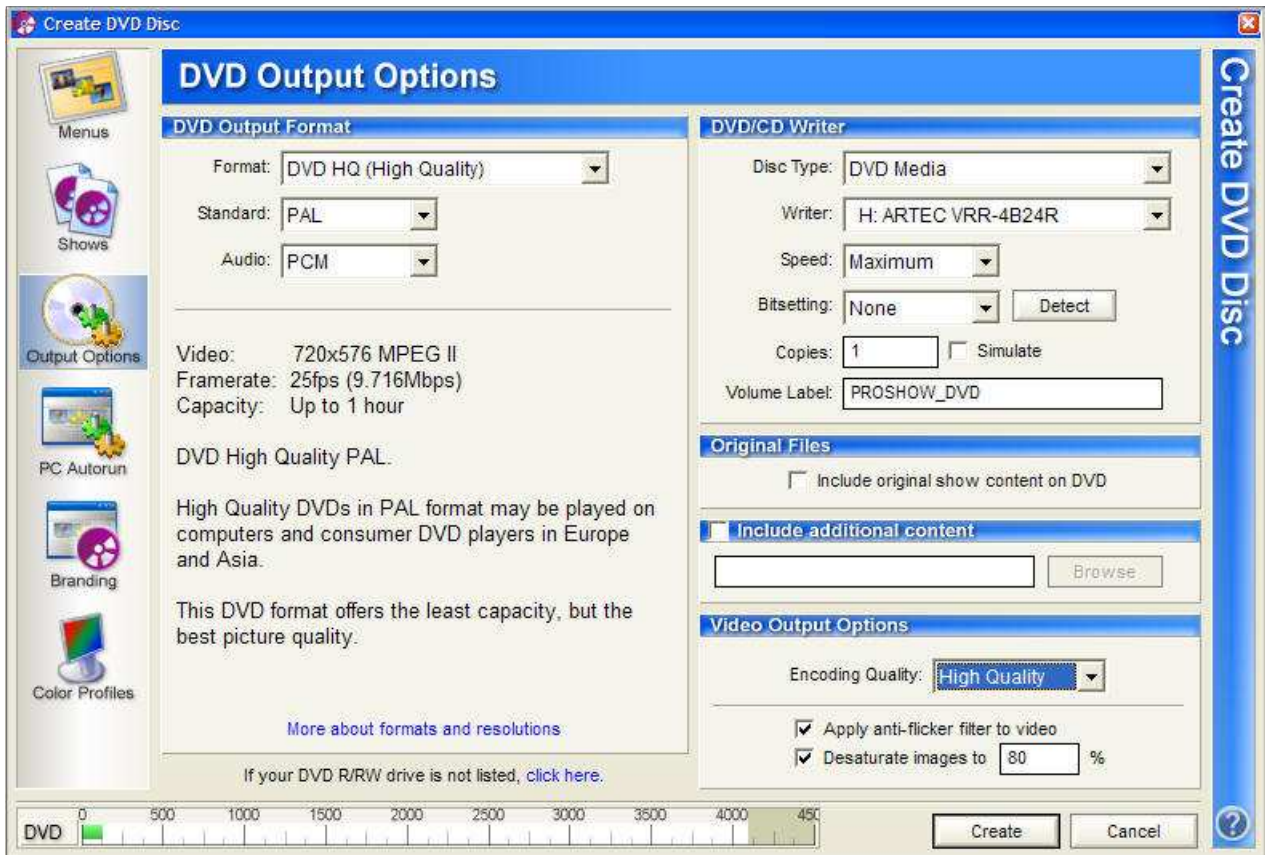 Create DVD Disc
Menus
Shows
Output Options
PC Autorun
Branding
Color Profiles
DVD Output Options
DVD Output Format
Format: DVD HQ (High Quality)
Standard: PAL
Audio: PCM
Video: 720x576 MPEG II
Framerate: 25fps (9.716Mbps)
Capacity: Up to 1 hour
DVD High Quality PAL.
High Quality DVDs in PAL format may be played on
computers and consumer DVD players in Europe
and Asia.
This DVD format offers the least capacity, but the
best picture quality.
More about formats and resolutions
If your DVD R/RW drive is not listed, click here.
DVD/CD Writer
Disc Type: DVD Media
Writer: H: ARTEC VRR-4B24R
Speed: Maximum
Bitsetting: None Detect
Copies: 1 Simulate
Volume Label: PROSHOW_DVD
Original Files
Include original show content on DVD
Include additional content
Browse
Video Output Options
Encoding Quality: High Quality
Apply anti-flicker filter to video
Desaturate images to 80 %
Create DVD Disc
DVD 0 500 1000 1500 2000 2500 3000 3500 4000 450
Create Cancel
?